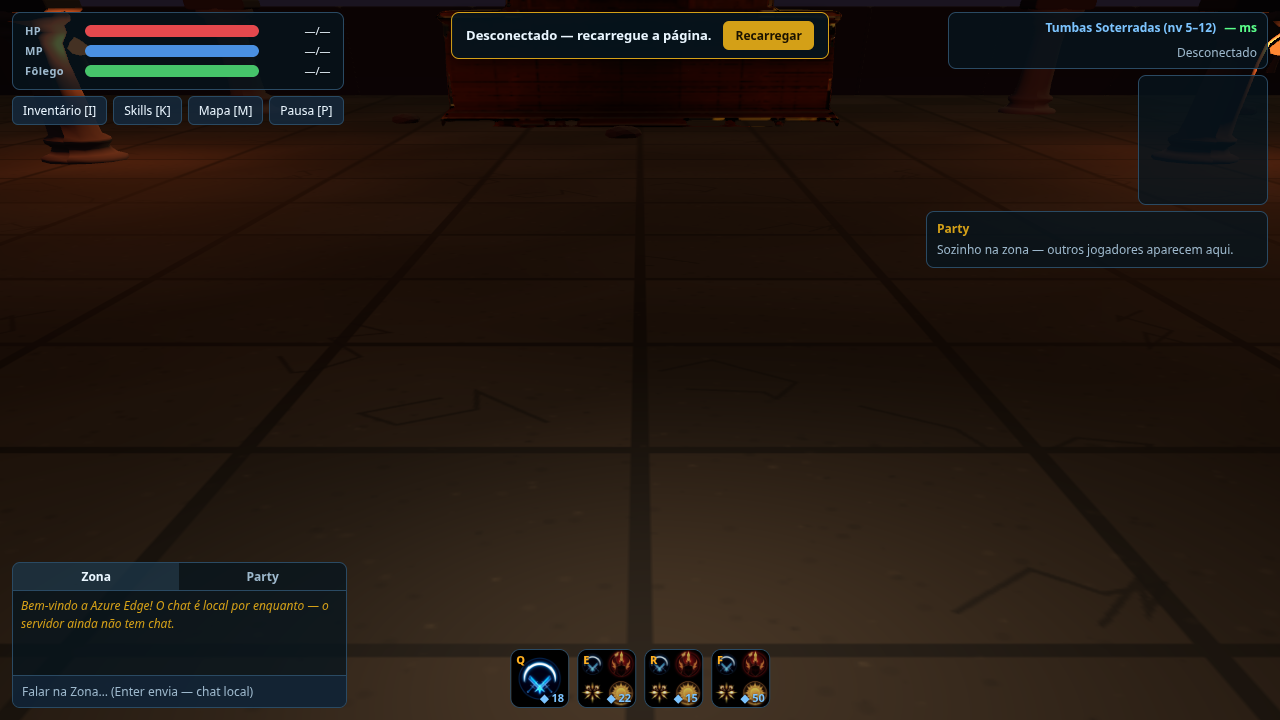 HP —/—
MP —/—
Fôlego —/—
Inventário [I] Skills [K] Mapa [M] Pausa [P]
Desconectado — recarregue a página. Recarregar
Tumbas Soterradas (nv 5–12) — ms
Desconectado
Party
Sozinho na zona — outros jogadores aparecem aqui.
Zona Party
Bem-vindo a Azure Edge! O chat é local por enquanto — o
servidor ainda não tem chat.
Falar na Zona... (Enter envia — chat local)
Q E R F
18 22 15 50